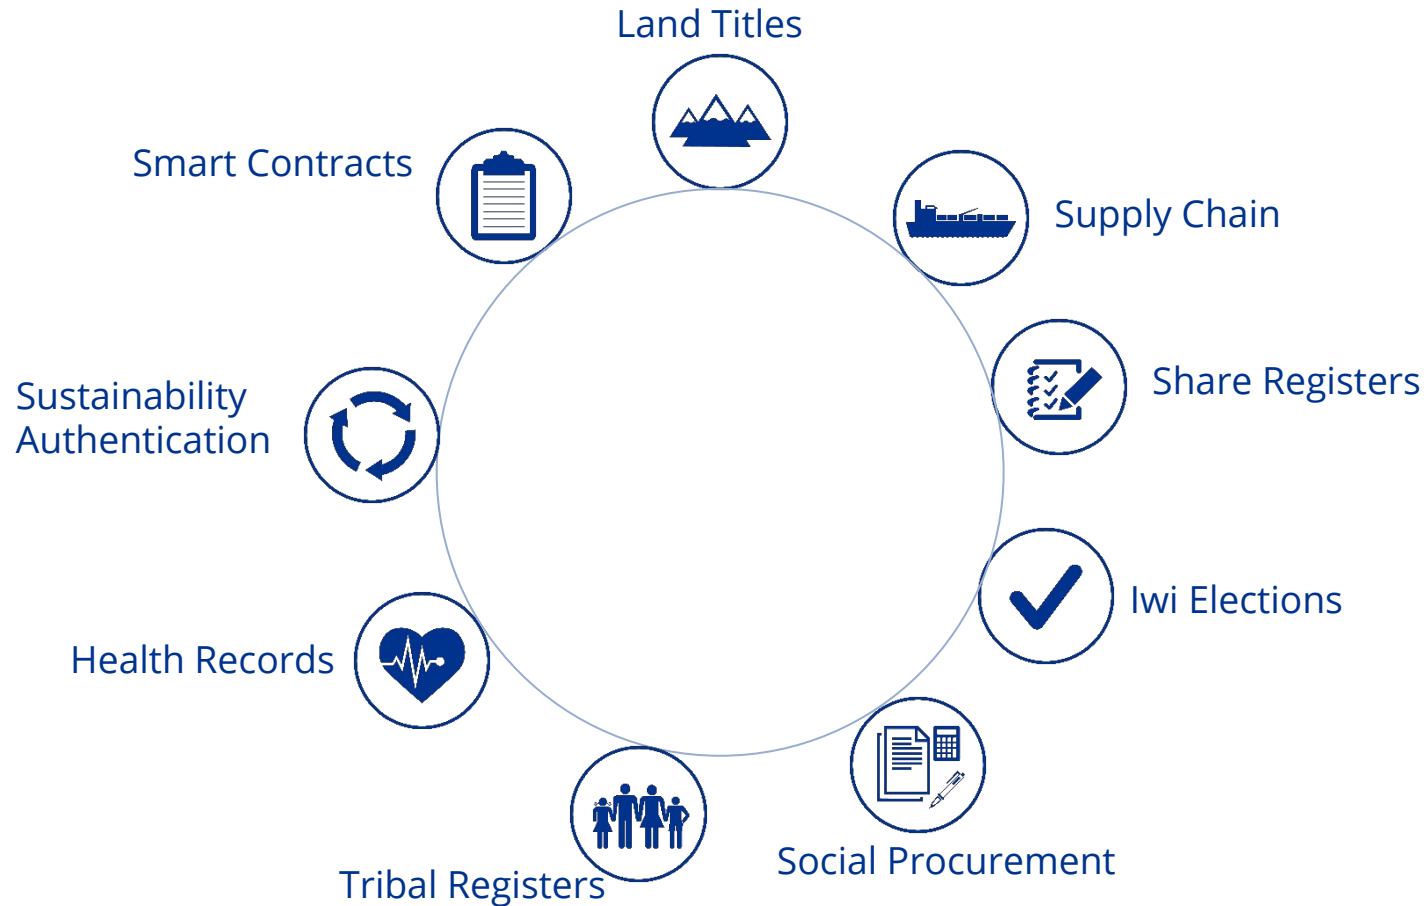 Land Titles
Smart Contracts
Supply Chain
Share Registers
Sustainability
Authentication
Iwi Elections
Health Records
Social Procurement
Tribal Registers